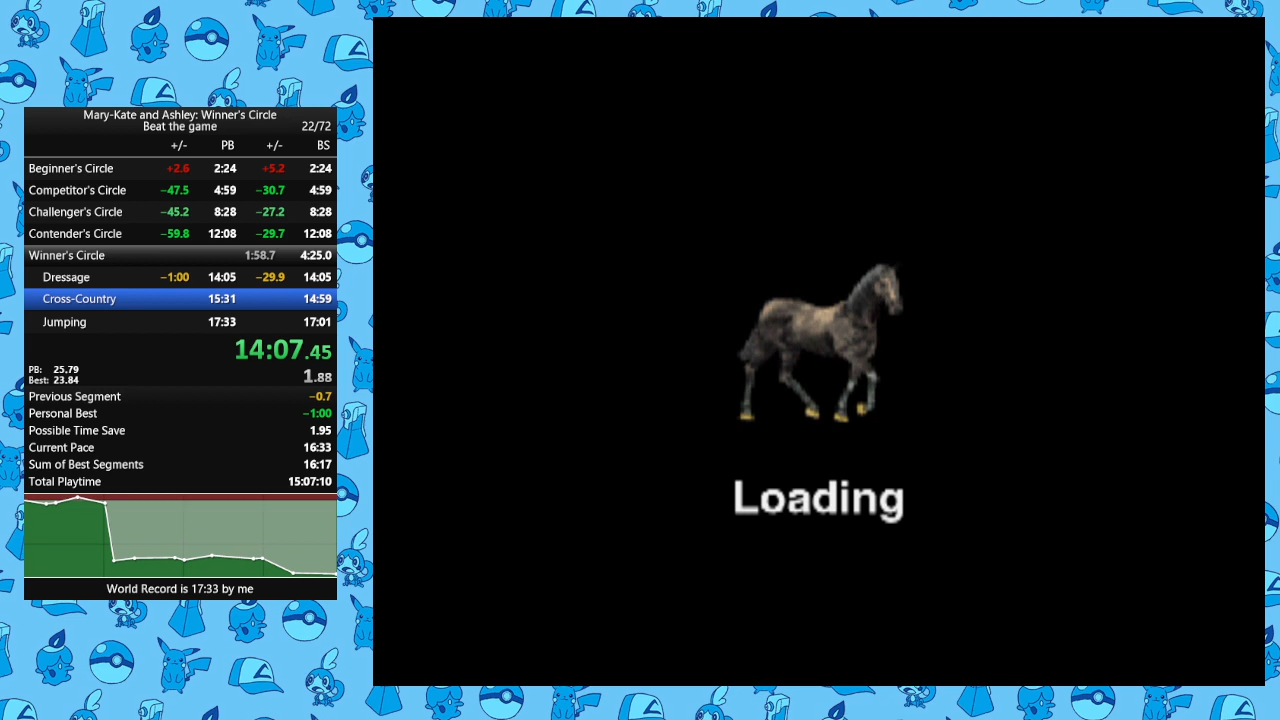 Mary-Kate and Ashley: Winner's Circle
Beat the game 22/72
+/- PB +/- BS
Beginner's Circle +2.6 2:24 +5.2 2:24
Competitor's Circle −47.5 4:59 −30.7 4:59
Challenger's Circle −45.2 8:28 −27.2 8:28
Contender's Circle −59.8 12:08 −29.7 12:08
Winner's Circle 1:58.7 4:25.0
Dressage −1:00 14:05 −29.9 14:05
Cross-Country 15:31 14:59
Jumping 17:33 17:01
14:07.45
PB: 25.79
Best: 23.84 1.88
Previous Segment −0.7
Personal Best −1:00
Possible Time Save 1.95
Current Pace 16:33
Sum of Best Segments 16:17
Total Playtime 15:07:10
World Record is 17:33 by me
Loading